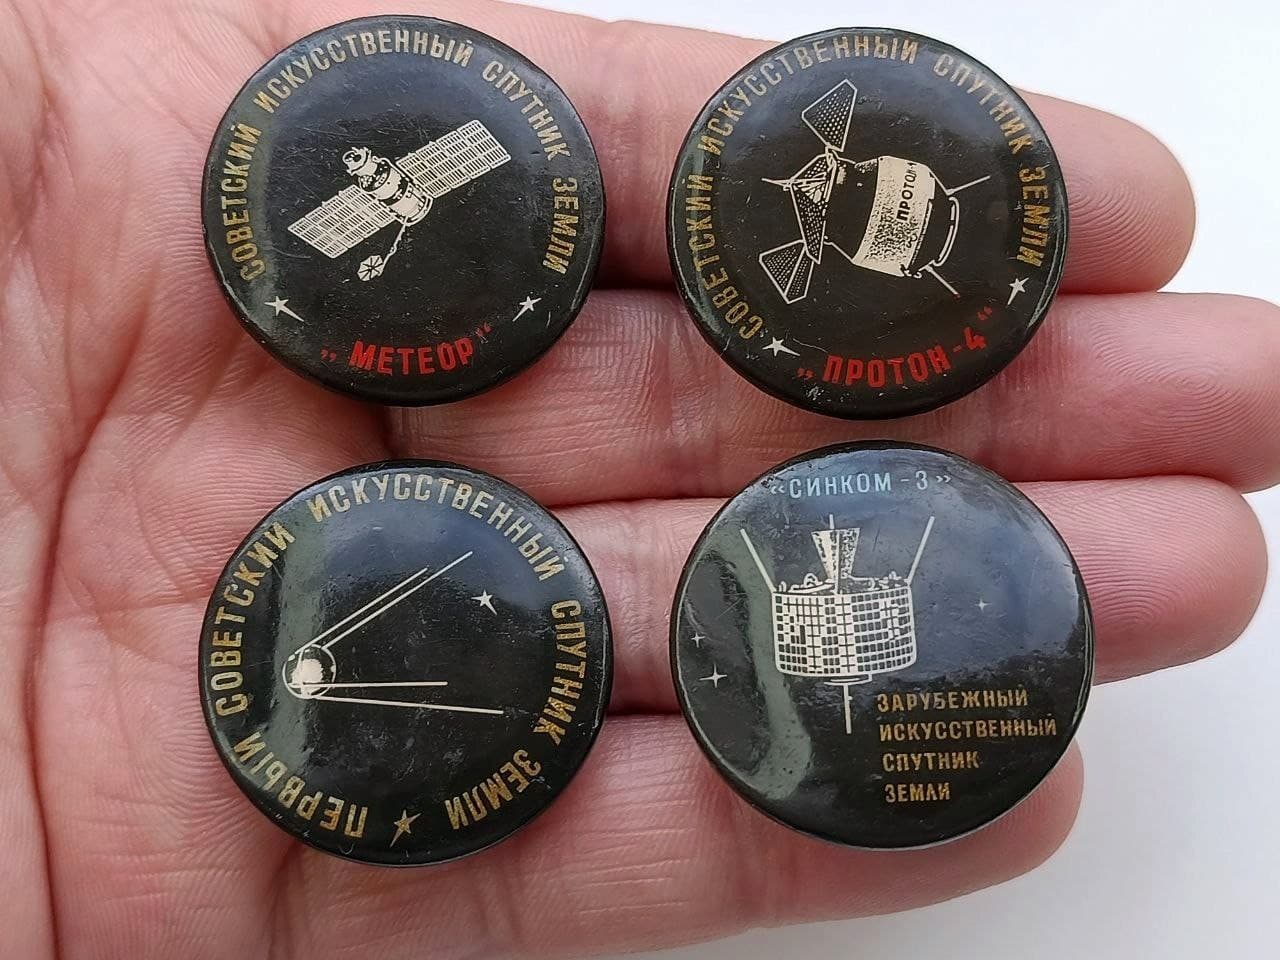 СОВЕТСКИЙ ИСКУССТВЕННЫЙ СПУТНИК ЗЕМЛИ
„МЕТЕОР“
СОВЕТСКИЙ ИСКУССТВЕННЫЙ СПУТНИК ЗЕМЛИ
ПРОТОН
„ПРОТОН-4“
ПЕРВЫЙ СОВЕТСКИЙ ИСКУССТВЕННЫЙ СПУТНИК ЗЕМЛИ
«СИНКОМ-3»
ЗАРУБЕЖНЫЙ
ИСКУССТВЕННЫЙ
СПУТНИК
ЗЕМЛИ